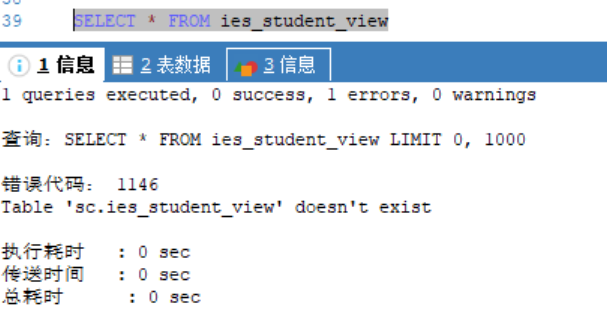 39 SELECT * FROM ies_student_view
1 信息 2 表数据 3 信息
1 queries executed, 0 success, 1 errors, 0 warnings
查询：SELECT * FROM ies_student_view LIMIT 0, 1000
错误代码： 1146
Table 'sc.ies_student_view' doesn't exist
执行耗时 : 0 sec
传送时间 : 0 sec
总耗时 : 0 sec